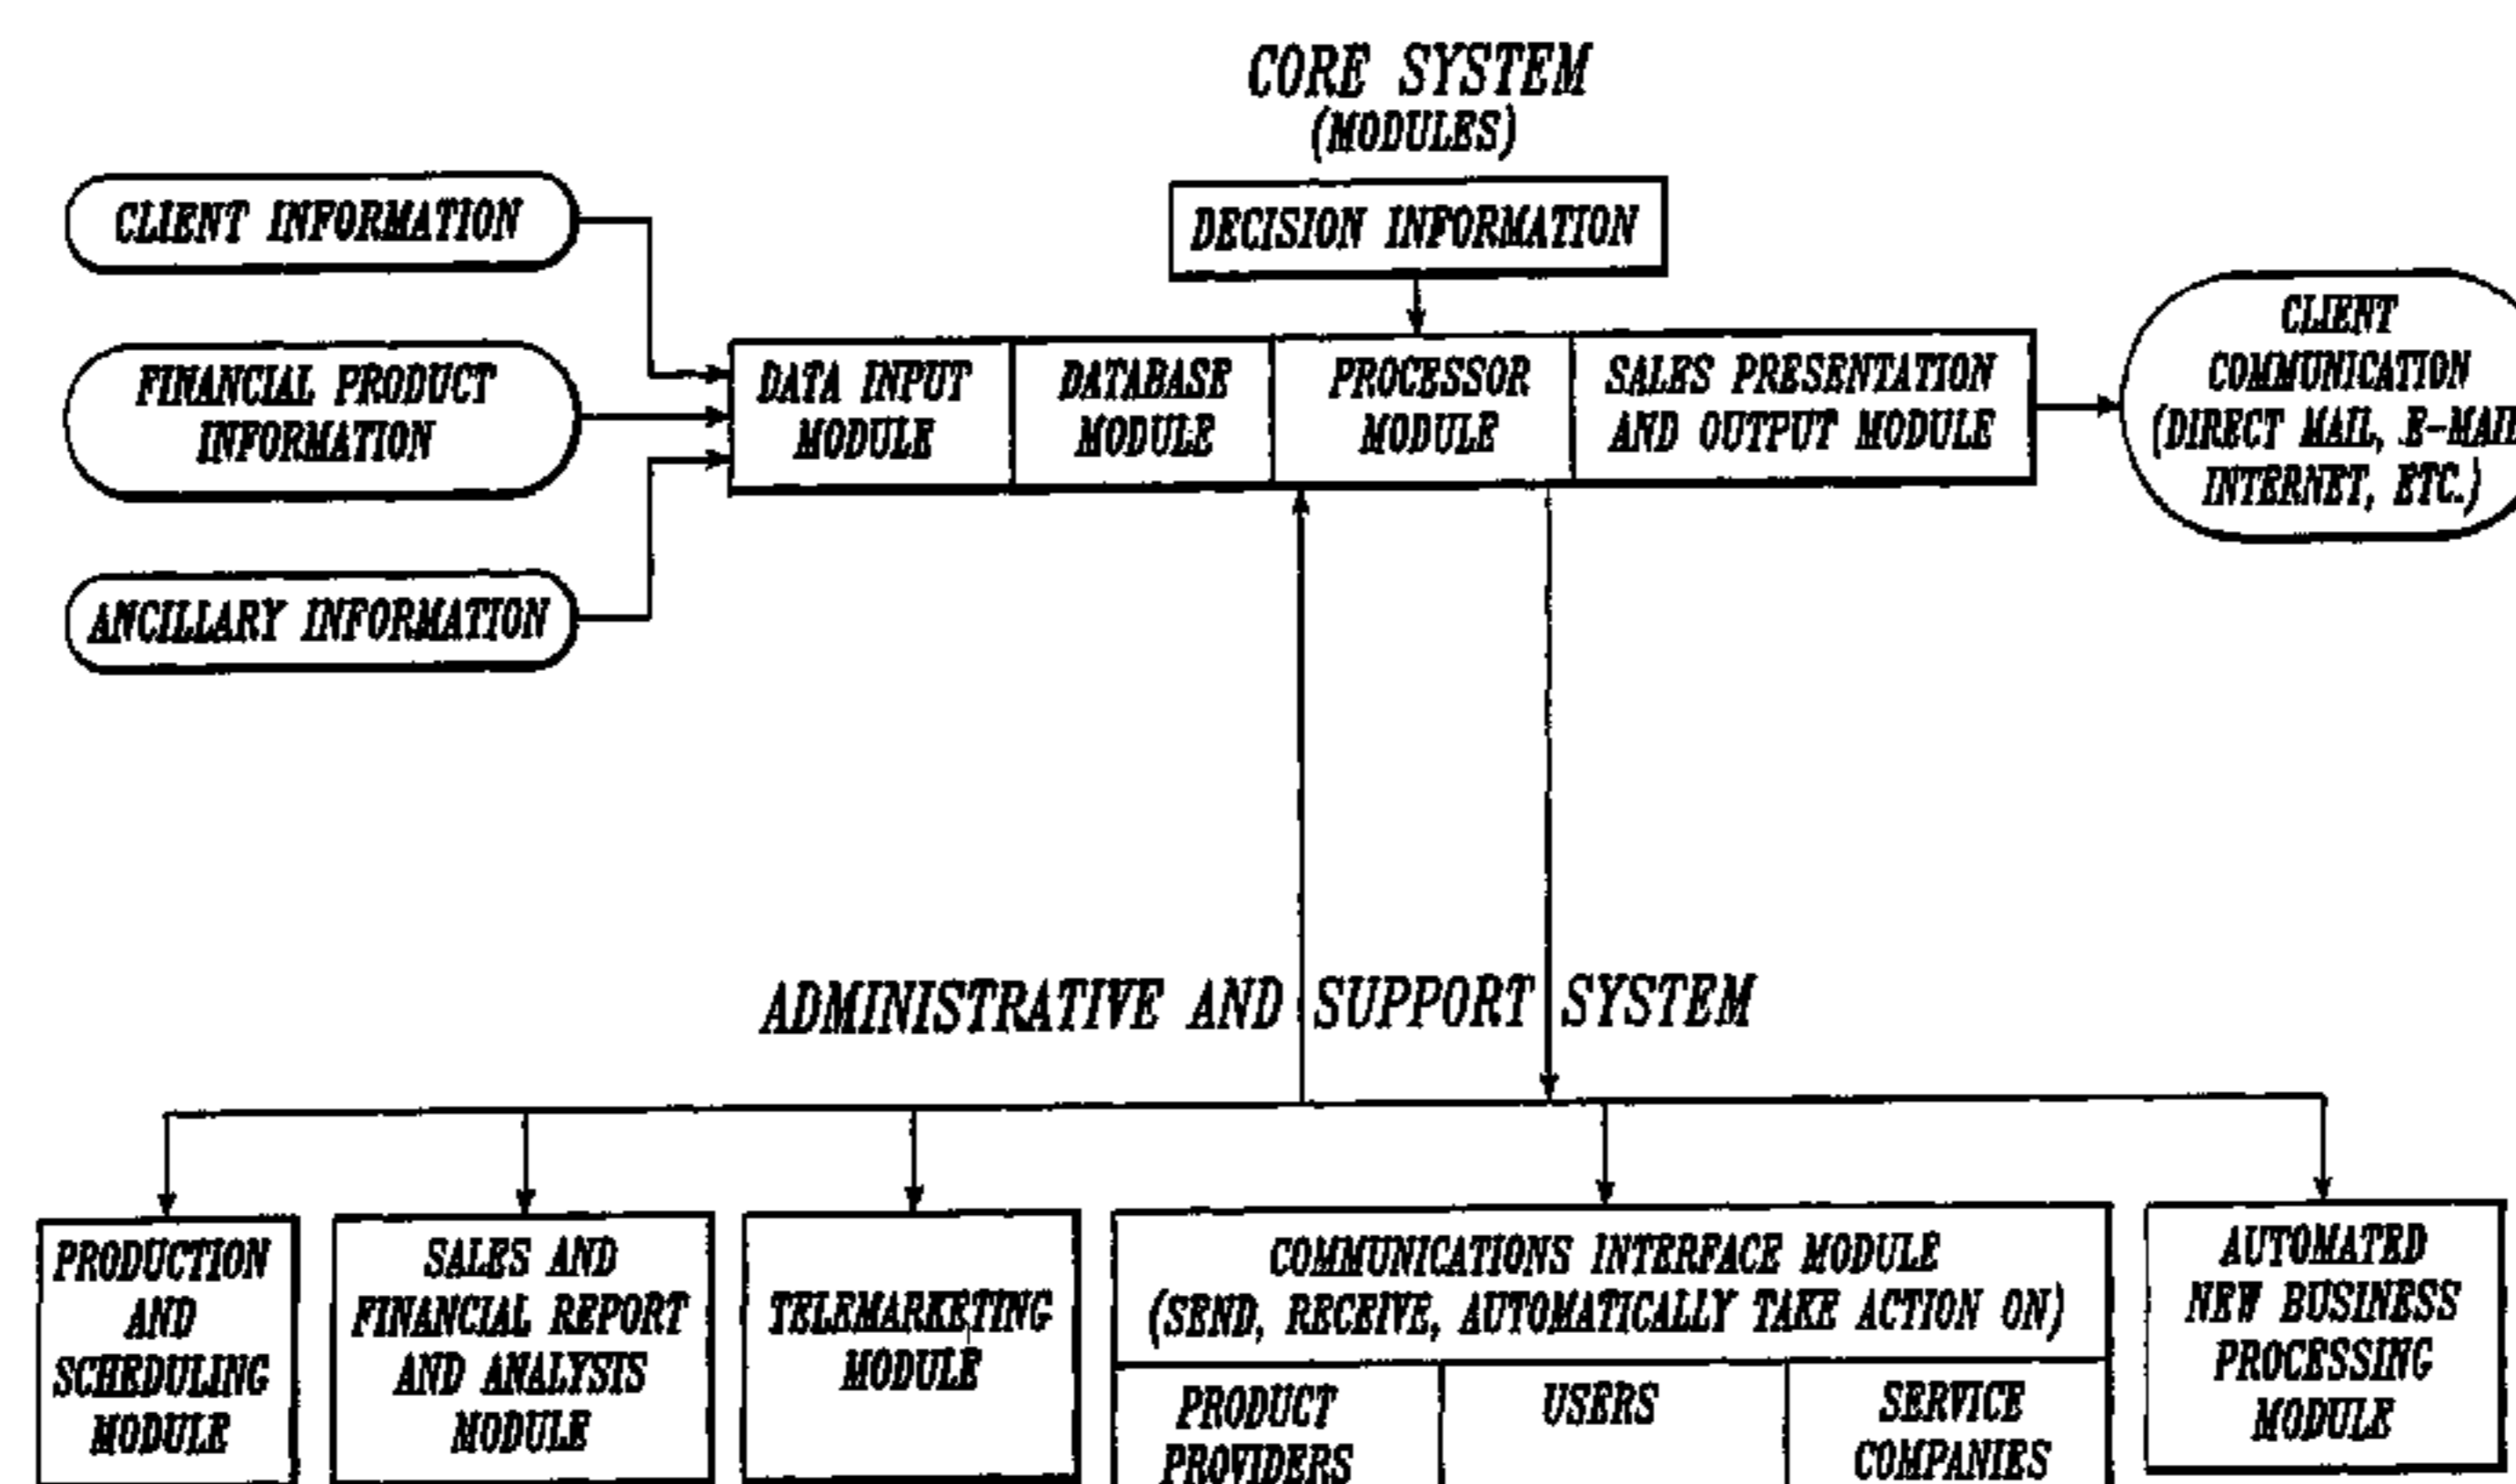 CORE SYSTEM
(MODULES)
CLIENT INFORMATION
DECISION INFORMATION
FINANCIAL PRODUCT
INFORMATION
ANCILLARY INFORMATION
DATA INPUT
MODULE
DATABASE
MODULE
PROCESSOR
MODULE
SALES PRESENTATION
AND OUTPUT MODULE
CLIENT
COMMUNICATION
(DIRECT MAIL, E-MAIL
INTERNET, ETC.)
ADMINISTRATIVE AND SUPPORT SYSTEM
PRODUCTION
AND
SCHEDULING
MODULE
SALES AND
FINANCIAL REPORT
AND ANALYSIS
MODULE
TELEMARKETING
MODULE
COMMUNICATIONS INTERFACE MODULE
(SEND, RECEIVE, AUTOMATICALLY TAKE ACTION ON)
PRODUCT
PROVIDERS
USERS
SERVICE
COMPANIES
AUTOMATED
NEW BUSINESS
PROCESSING
MODULE